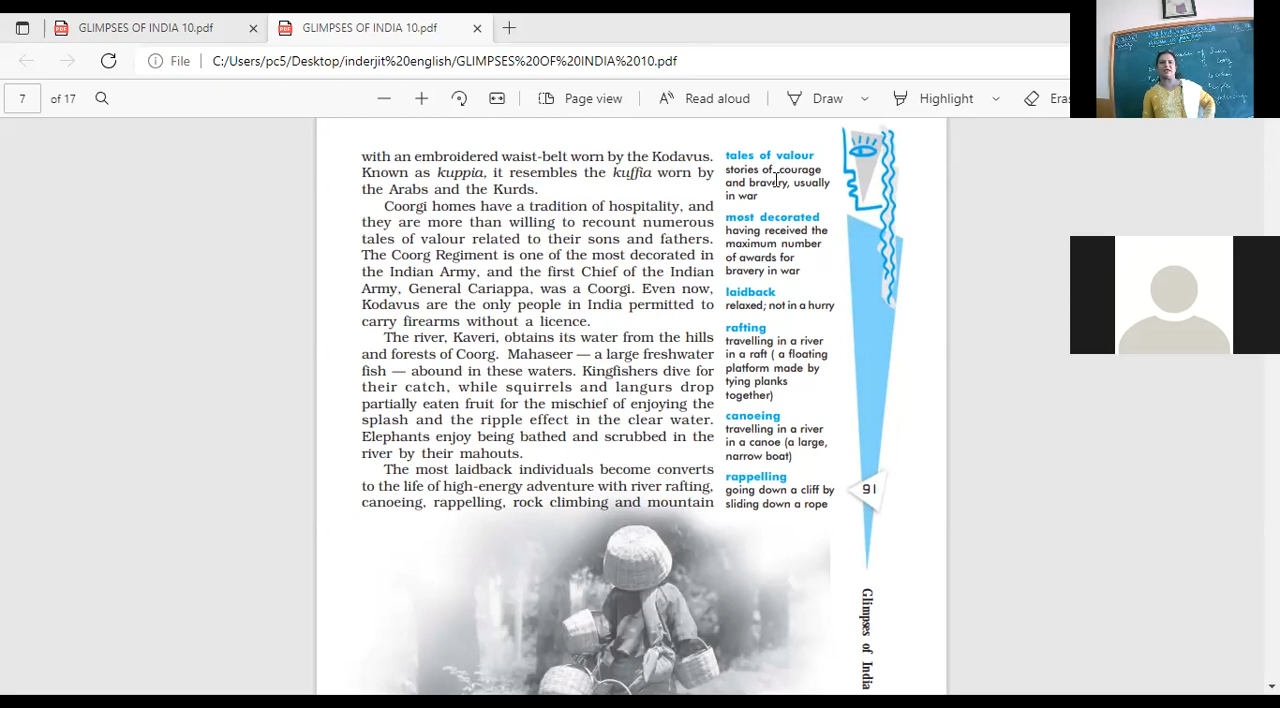 GLIMPSES OF INDIA 10.pdf
GLIMPSES OF INDIA 10.pdf
File
C:/Users/pc5/Desktop/inderjit%20english/GLIMPSES%20OF%20INDIA%2010.pdf
7
of 17
Page view
Read aloud
Draw
Highlight
Eras
with an embroidered waist-belt worn by the Kodavus.
Known as kuppia, it resembles the kuffia worn by
the Arabs and the Kurds.
Coorgi homes have a tradition of hospitality, and
they are more than willing to recount numerous
tales of valour related to their sons and fathers.
The Coorg Regiment is one of the most decorated in
the Indian Army, and the first Chief of the Indian
Army, General Cariappa, was a Coorgi. Even now,
Kodavus are the only people in India permitted to
carry firearms without a licence.
The river, Kaveri, obtains its water from the hills
and forests of Coorg. Mahaseer — a large freshwater
fish — abound in these waters. Kingfishers dive for
their catch, while squirrels and langurs drop
partially eaten fruit for the mischief of enjoying the
splash and the ripple effect in the clear water.
Elephants enjoy being bathed and scrubbed in the
river by their mahouts.
The most laidback individuals become converts
to the life of high-energy adventure with river rafting,
canoeing, rappelling, rock climbing and mountain
tales of valour
stories of courage
and bravery, usually
in war
most decorated
having received the
maximum number
of awards for
bravery in war
laidback
relaxed; not in a hurry
rafting
travelling in a river
in a raft ( a floating
platform made by
tying planks
together)
canoeing
travelling in a river
in a canoe (a large,
narrow boat)
rappelling
going down a cliff by
sliding down a rope
91
Glimpses of India